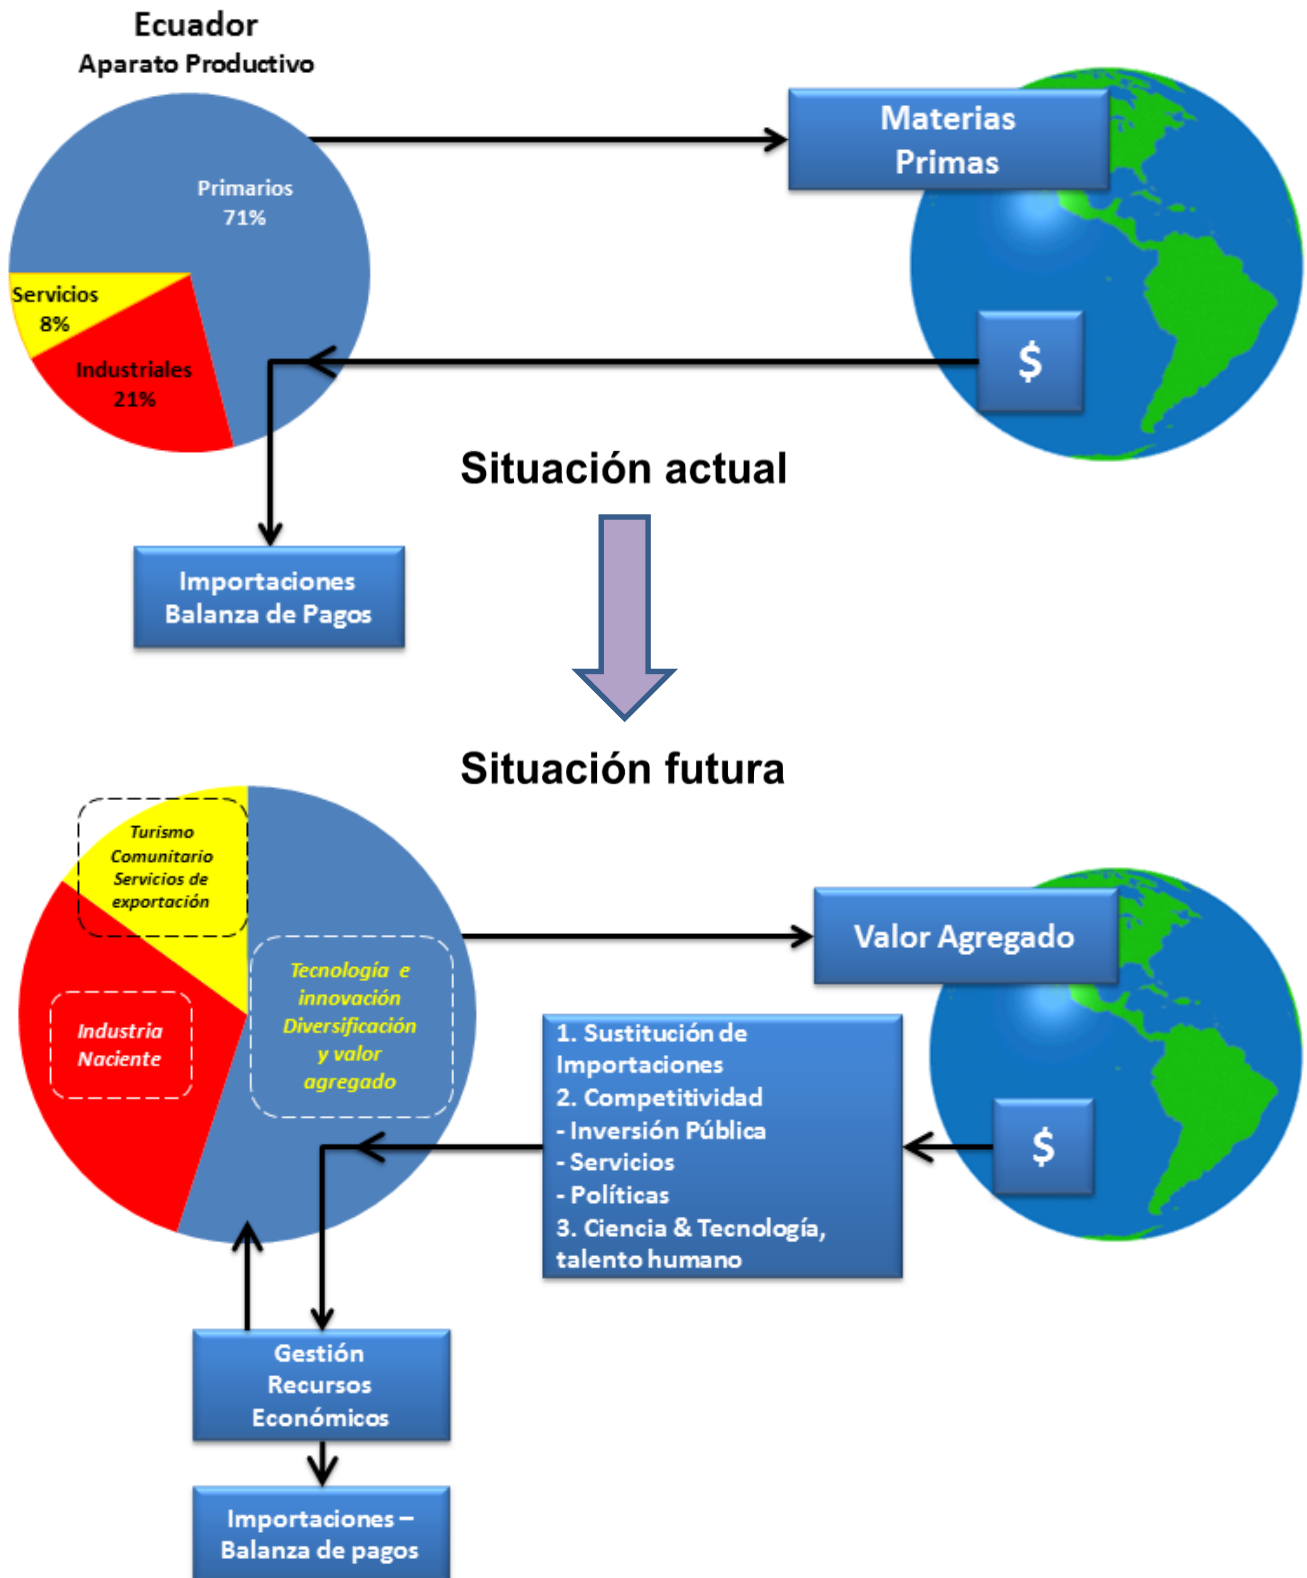 Ecuador
Aparato Productivo
Primarios
71%
Servicios
8%
Industriales
21%
Materias
Primas
$
Situación actual
Importaciones
Balanza de Pagos
Situación futura
Turismo
Comunitario
Servicios de
exportación
Tecnología e
innovación
Diversificación
y valor
agregado
Industria
Naciente
Valor Agregado
1. Sustitución de
Importaciones
2. Competitividad
- Inversión Pública
- Servicios
- Políticas
3. Ciencia & Tecnología,
talento humano
$
Gestión
Recursos
Económicos
Importaciones –
Balanza de pagos